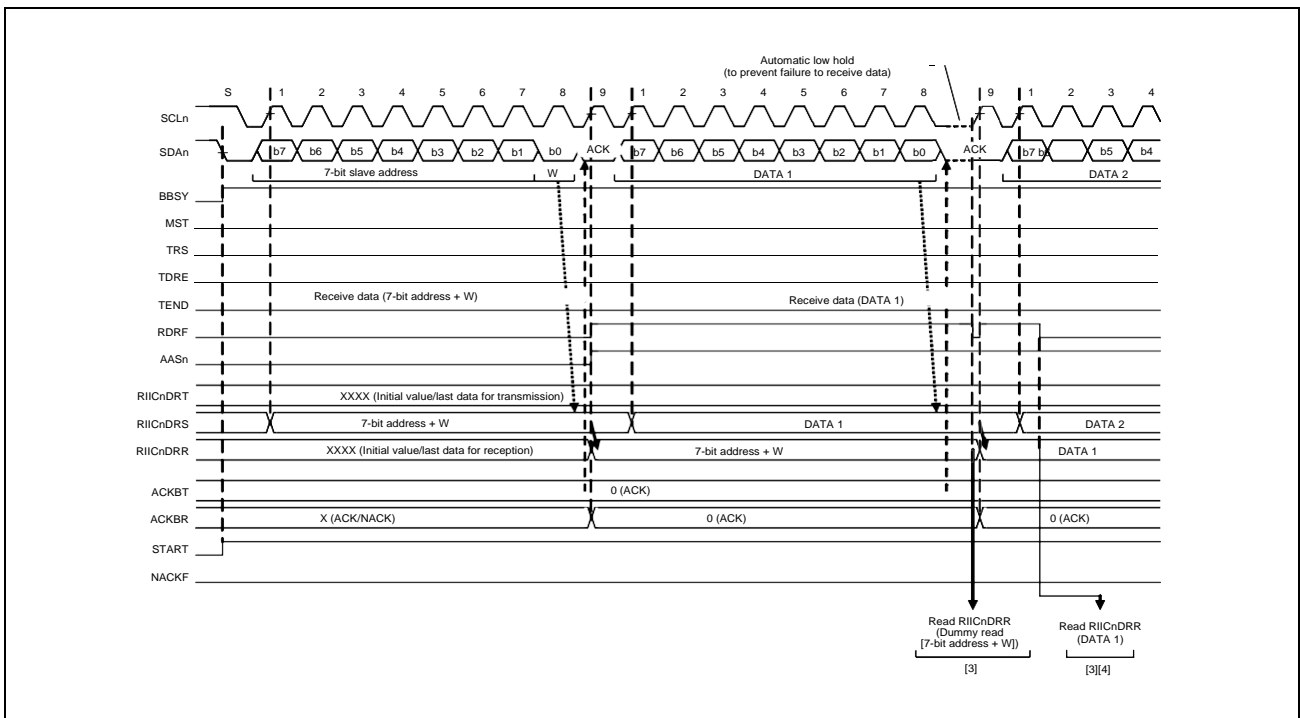 Automatic low hold
(to prevent failure to receive data)
S 1 2 3 4 5 6 7 8 9 1 2 3 4 5 6 7 8 9 1 2 3 4
SCLn
SDAn b7 b6 b5 b4 b3 b2 b1 b0 ACK b7 b6 b5 b4 b3 b2 b1 b0 ACK b7 b5 b4
7-bit slave address W DATA 1 DATA 2
BBSY
MST
TRS
TDRE
Receive data (7-bit address + W) Receive data (DATA 1)
TEND
RDRF
AASn
RIICnDRT XXXX (Initial value/last data for transmission)
RIICnDRS 7-bit address + W DATA 1 DATA 2
RIICnDRR XXXX (Initial value/last data for reception) 7-bit address + W DATA 1
ACKBT 0 (ACK)
ACKBR X (ACK/NACK) 0 (ACK) 0 (ACK)
START
NACKF
Read RIICnDRR
(Dummy read
[7-bit address + W])
[3]
Read RIICnDRR
(DATA 1)
[3][4]